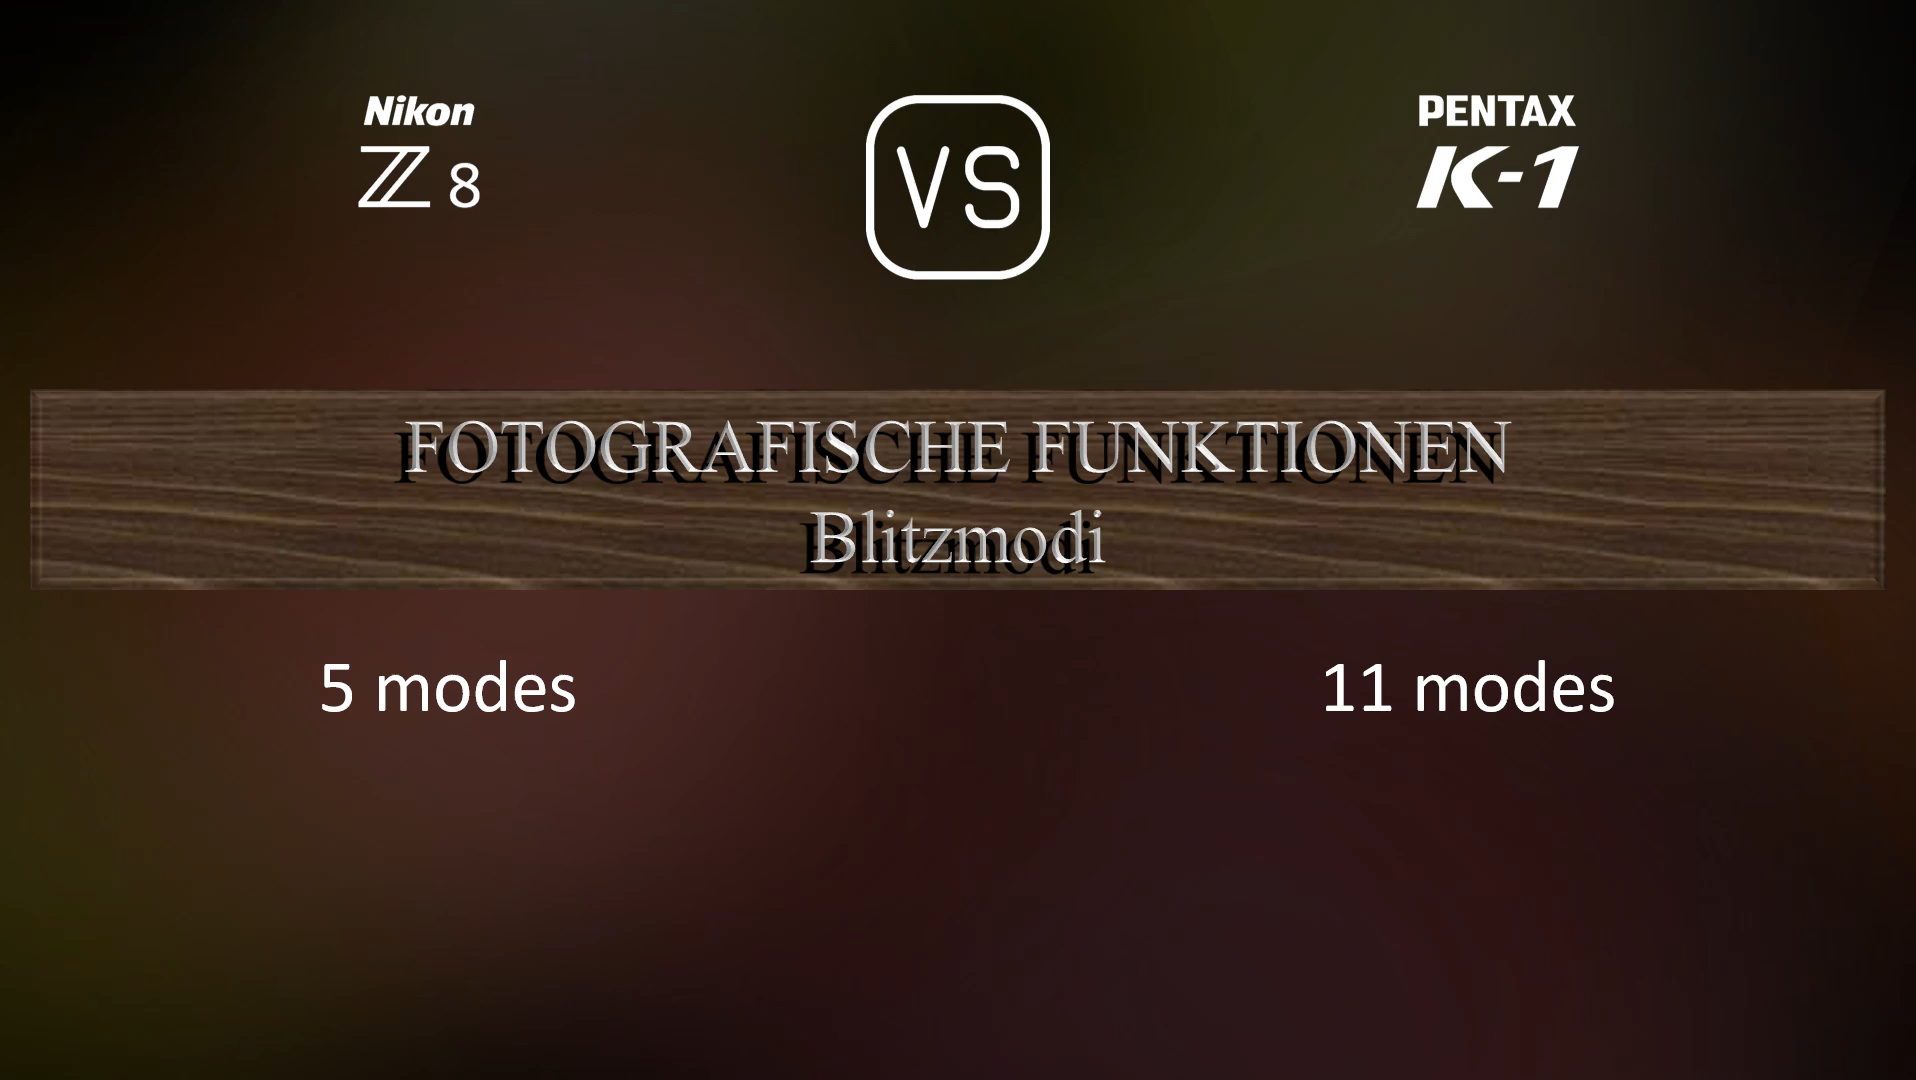 Nikon
Z 8
VS
PENTAX
K-1
FOTOGRAFISCHE FUNKTIONEN
Blitzmodi
5 modes
11 modes